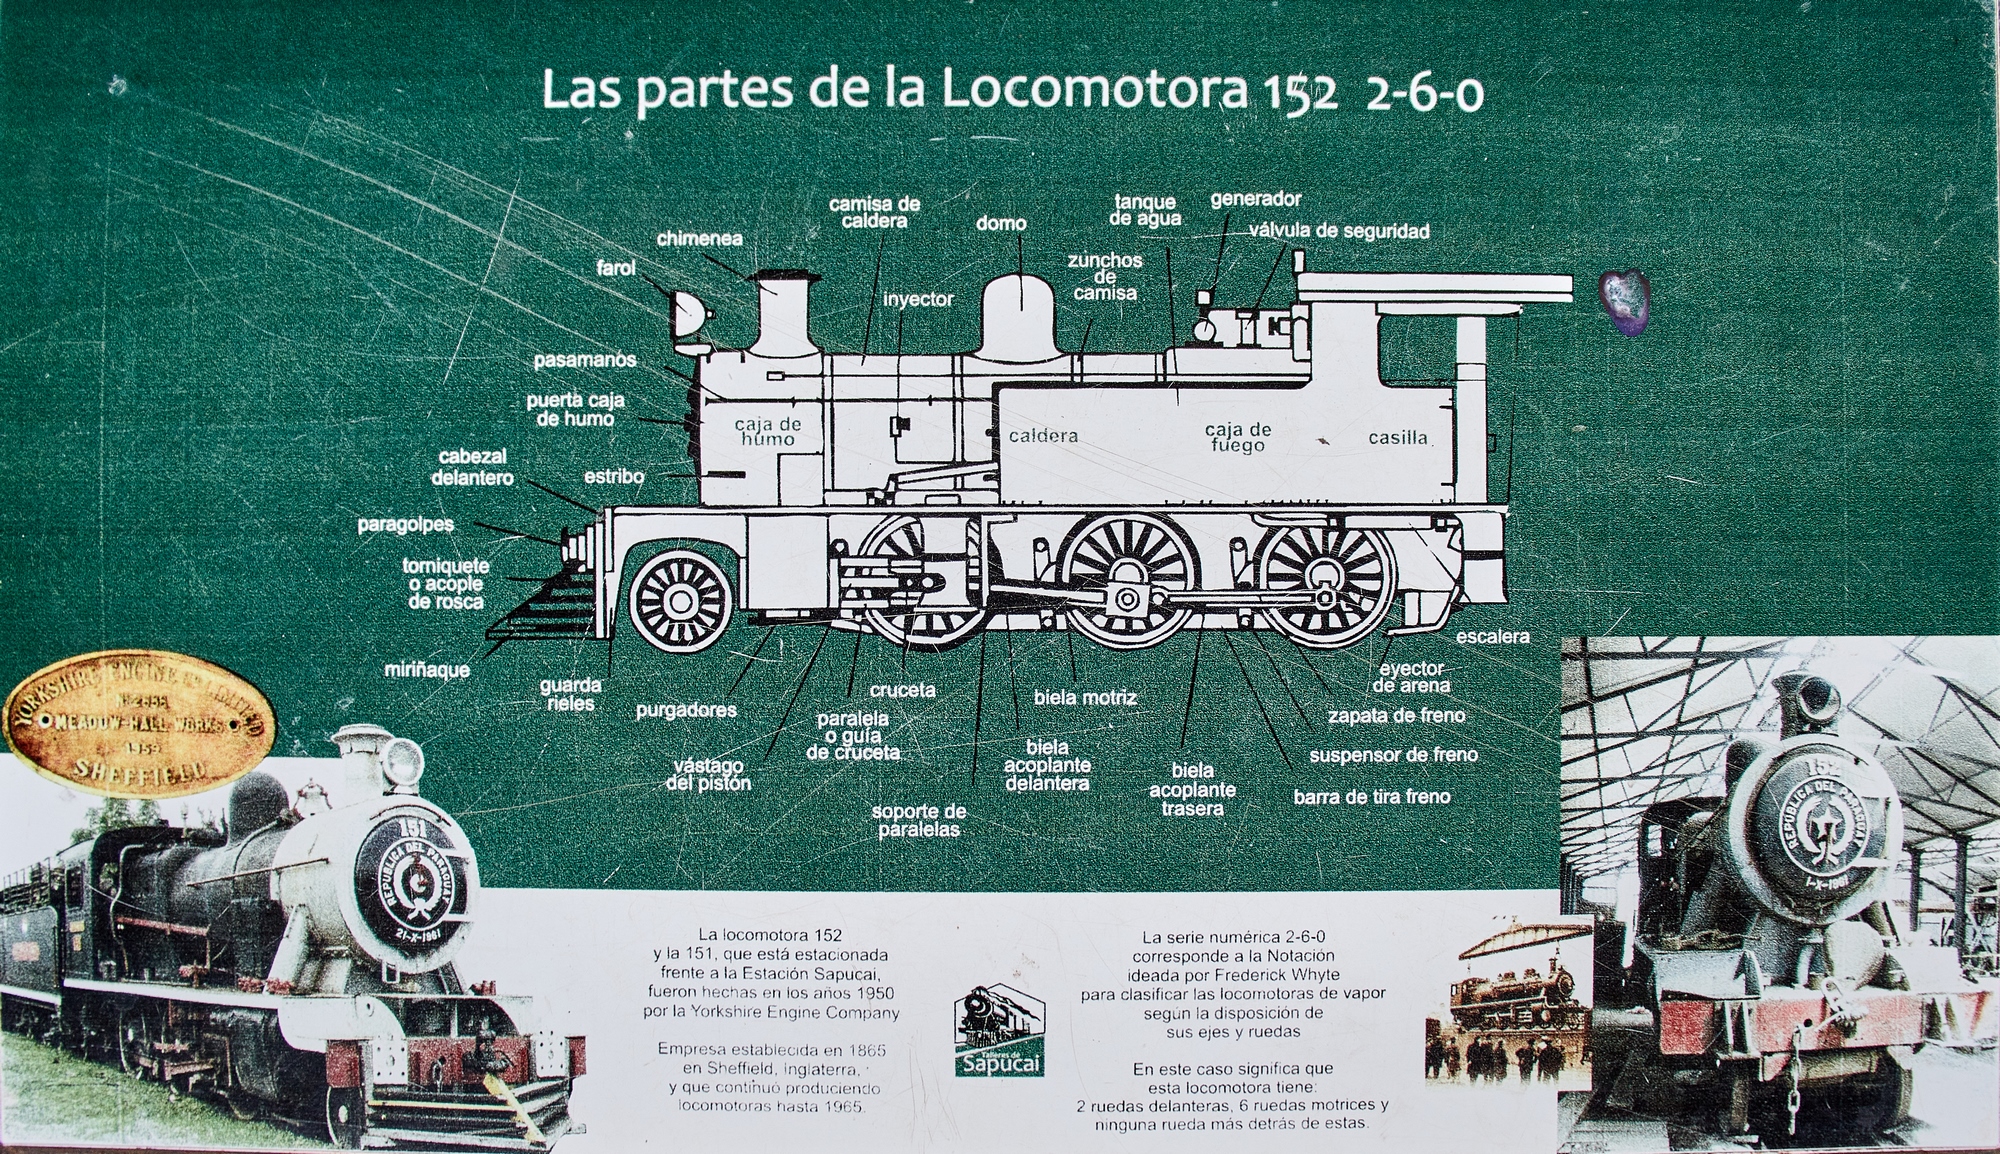 Las partes de la Locomotora 152 2-6-0
camisa de
caldera
domo
tanque
de agua
generador
válvula de seguridad
chimenea
farol
inyector
zunchos
de
camisa
pasamanos
puerta caja
de humo
caja de
humo
caldera
caja de
fuego
casilla
cabezal
delantero
estribo
paragolpes
torniquete
o acople
de rosca
miriñaque
guarda
rieles
purgadores
vástago
del pistón
cruceta
paralela
o guía
de cruceta
soporte de
paralelas
biela motriz
biela
acoplante
delantera
biela
acoplante
trasera
escalera
eyector
de arena
zapata de freno
suspensor de freno
barra de tira freno
YORKSHIRE ENGINE
MEADOW-HALL WORKS
SHEFFIELD
151
REPUBLICA DEL PARAGUAY
21-X-1961
La locomotora 152
y la 151, que está estacionada
frente a la Estación Sapucai,
fueron hechas en los años 1950
por la Yorkshire Engine Company
Empresa establecida en 1865
en Sheffield, Inglaterra,
y que continuó produciendo
locomotoras hasta 1965.
Talleres de
Sapucai
La serie numérica 2-6-0
corresponde a la Notación
ideada por Frederick Whyte
para clasificar las locomotoras de vapor
según la disposición de
sus ejes y ruedas
En este caso significa que
esta locomotora tiene:
2 ruedas delanteras, 6 ruedas motrices y
ninguna rueda más detrás de estas.
152
REPUBLICA DEL PARAGUAY
1-X-1961